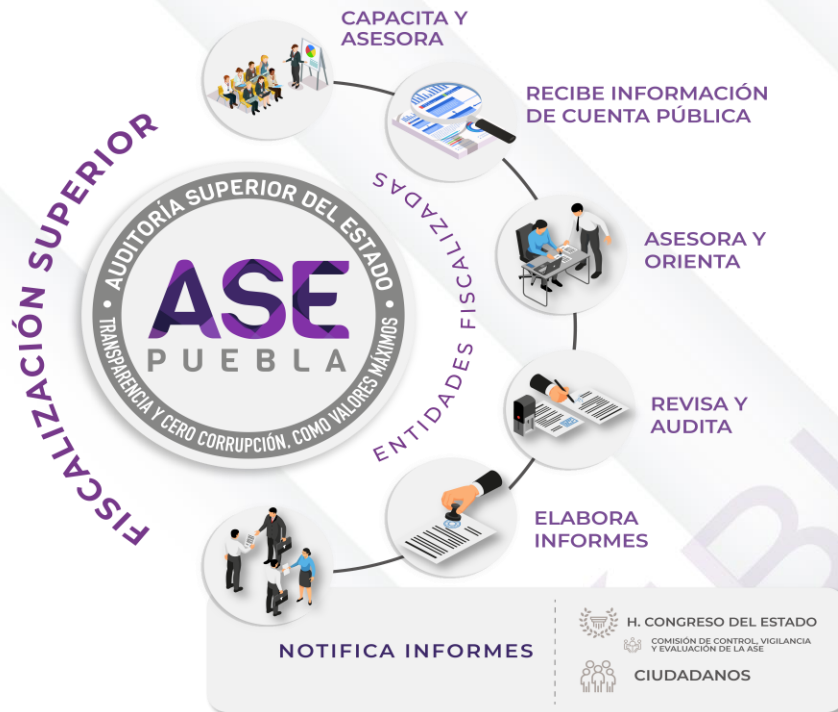 CAPACITA Y
ASESORA
RECIBE INFORMACIÓN
DE CUENTA PÚBLICA
FISCALIZACIÓN SUPERIOR
AUDITORÍA SUPERIOR DEL ESTADO
ASE
PUEBLA
TRANSPARENCIA Y CERO CORRUPCIÓN, COMO VALORES MÁXIMOS
ENTIDADES FISCALIZADAS
ASESORA Y
ORIENTA
REVISA Y
AUDITA
ELABORA
INFORMES
NOTIFICA INFORMES
H. CONGRESO DEL ESTADO
COMISIÓN DE CONTROL, VIGILANCIA
Y EVALUACIÓN DE LA ASE
CIUDADANOS